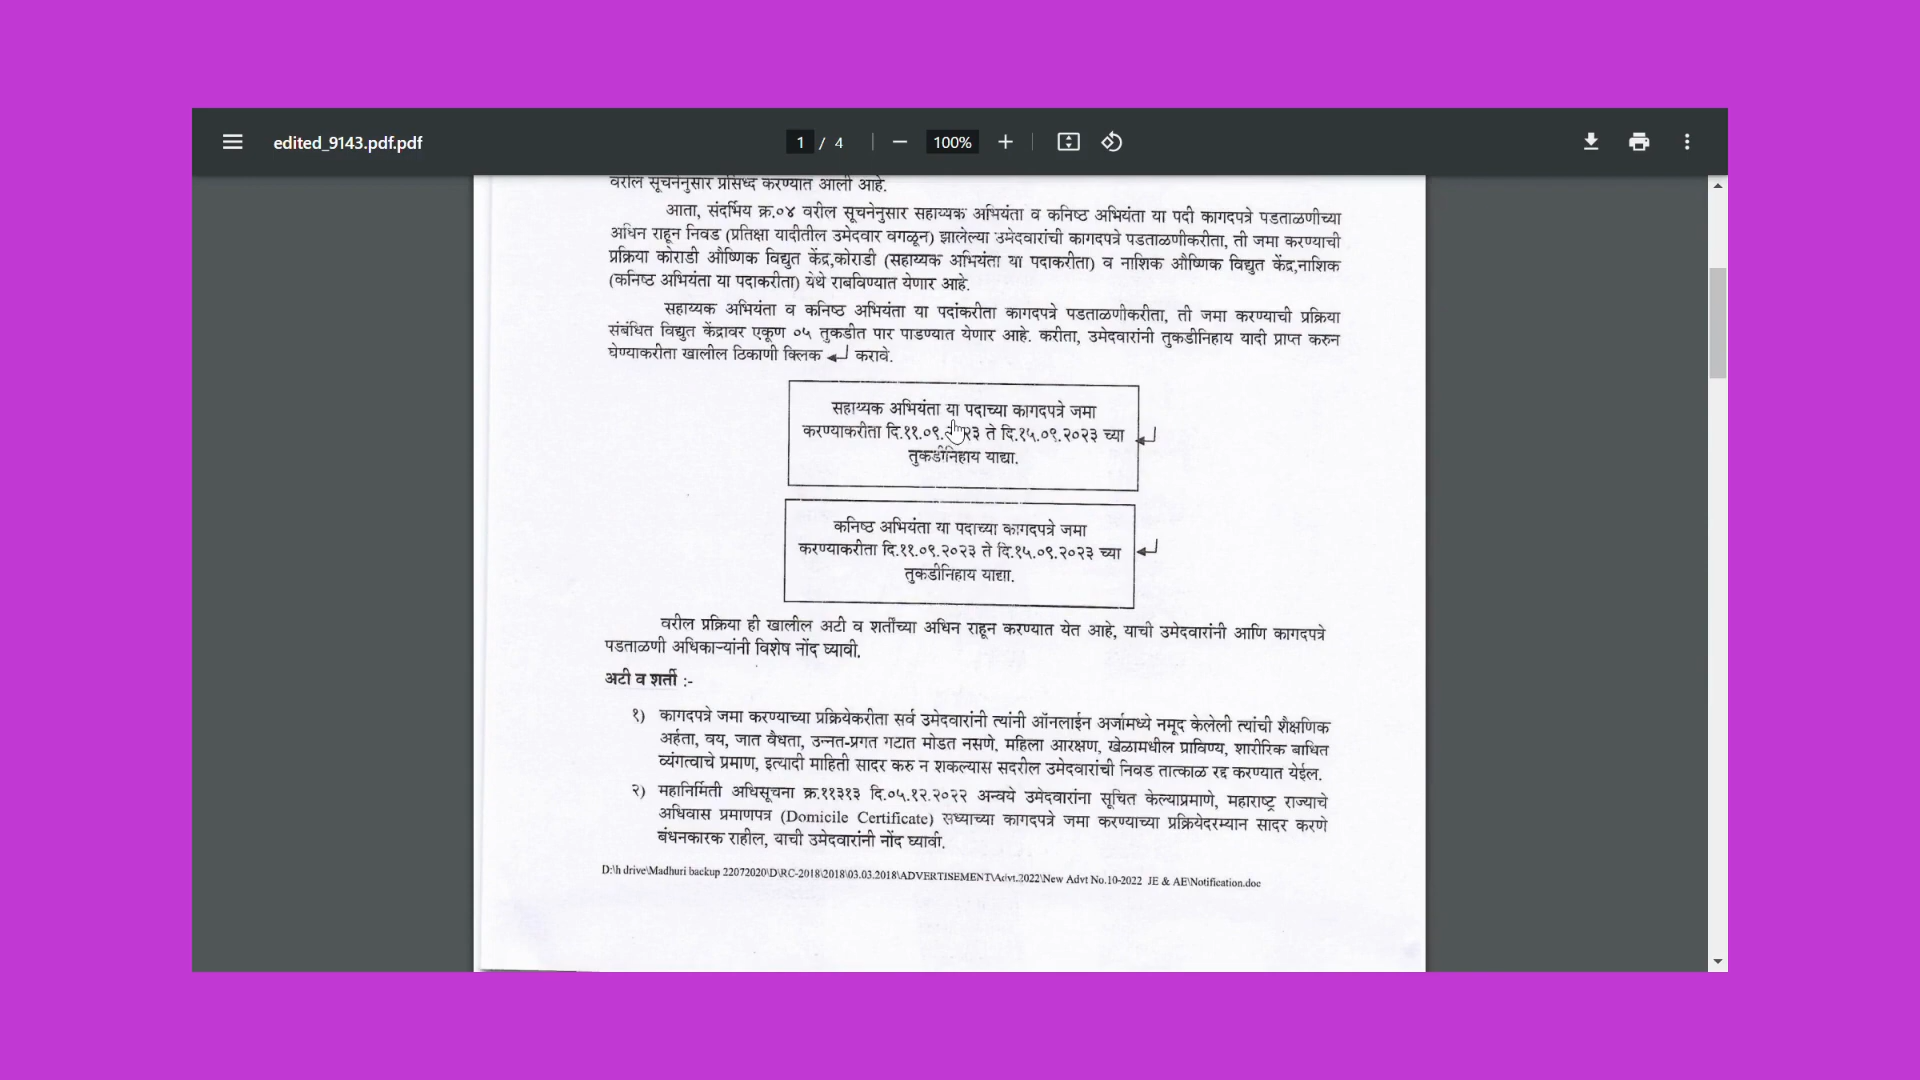 edited_9143.pdf.pdf
1 / 4
100%
वरील सूचनेनुसार प्रसिध्द करण्यात आली आहे.
आता, संदर्भिय क्र.०४ वरील सूचनेनुसार सहाय्यक अभियंता व कनिष्ठ अभियंता या पदी कागदपत्रे पडताळणीच्या
अधिन राहून निवड (प्रतिक्षा यादीतील उमेदवार वगळून) झालेल्या उमेदवारांची कागदपत्रे पडताळणीकरीता, ती जमा करण्याची
प्रक्रिया कोराडी औष्णिक विद्युत केंद्र,कोराडी (सहाय्यक अभियंता या पदाकरीता) व नाशिक औष्णिक विद्युत केंद्र,नाशिक
(कनिष्ठ अभियंता या पदाकरीता) येथे राबविण्यात येणार आहे.
सहाय्यक अभियंता व कनिष्ठ अभियंता या पदांकरीता कागदपत्रे पडताळणीकरीता, ती जमा करण्याची प्रक्रिया
संबंधित विद्युत केंद्रावर एकूण ०५ तुकडीत पार पाडण्यात येणार आहे. करीता, उमेदवारांनी तुकडीनिहाय यादी प्राप्त करुन
घेण्याकरीता खालील ठिकाणी क्लिक ↵ करावे.
सहाय्यक अभियंता या पदाच्या कागदपत्रे जमा
करण्याकरीता दि.११.०९.२०२३ ते दि.१५.०९.२०२३ च्या
तुकडीनिहाय याद्या.
कनिष्ठ अभियंता या पदाच्या कागदपत्रे जमा
करण्याकरीता दि.११.०९.२०२३ ते दि.१५.०९.२०२३ च्या
तुकडीनिहाय याद्या.
वरील प्रक्रिया ही खालील अटी व शर्तींच्या अधिन राहून करण्यात येत आहे, याची उमेदवारांनी आणि कागदपत्रे
पडताळणी अधिकाऱ्यांनी विशेष नोंद घ्यावी.
अटी व शर्ती :-
१) कागदपत्रे जमा करण्याच्या प्रक्रियेकरीता सर्व उमेदवारांनी त्यांनी ऑनलाईन अर्जामध्ये नमूद केलेली त्यांची शैक्षणिक
अर्हता, वय, जात वैधता, उन्नत-प्रगत गटात मोडत नसणे, महिला आरक्षण, खेळामधील प्राविण्य, शारीरिक बाधित
व्यंगत्वाचे प्रमाण, इत्यादी माहिती सादर करु न शकल्यास सदरील उमेदवारांची निवड तात्काळ रद्द करण्यात येईल.
२) महानिर्मिती अधिसूचना क्र.११३१३ दि.०५.१२.२०२२ अन्वये उमेदवारांना सूचित केल्याप्रमाणे, महाराष्ट्र राज्याचे
अधिवास प्रमाणपत्र (Domicile Certificate) सध्याच्या कागदपत्रे जमा करण्याच्या प्रक्रियेदरम्यान सादर करणे
बंधनकारक राहील, याची उमेदवारांनी नोंद घ्यावी.
D:\h drive\Madhuri backup 22072020\D\RC-2018\2018\03.03.2018\ADVERTISEMENT\Advt.2022\New Advt No.10-2022 JE & AE\Notification.doc